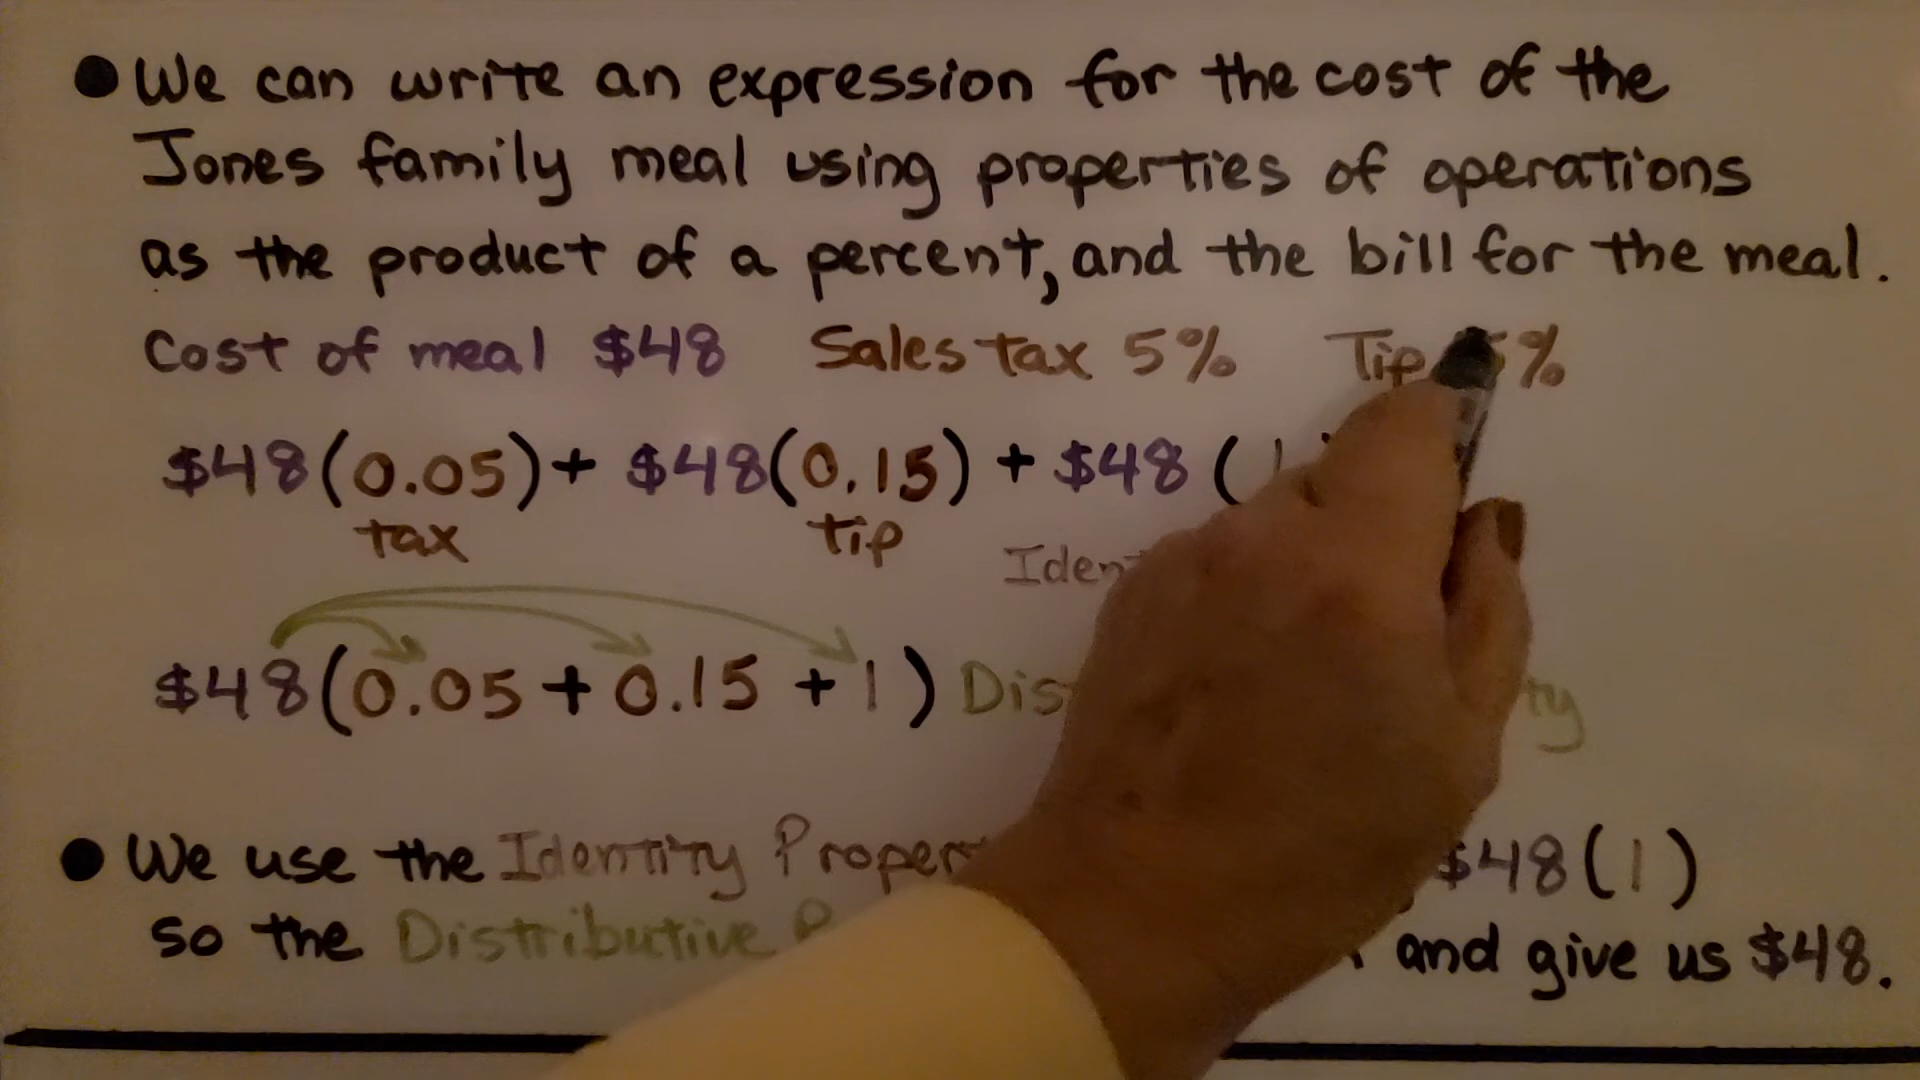 ● We can write an expression for the cost of the
Jones family meal using properties of operations
as the product of a percent, and the bill for the meal.
Cost of meal $48 Sales tax 5% Tip 5%
$48(0.05) + $48(0.15) + $48(1
tax tip
$48(0.05 + 0.15 + 1)
● We use the Identity $48(1)
so the Distributive and give us $48.